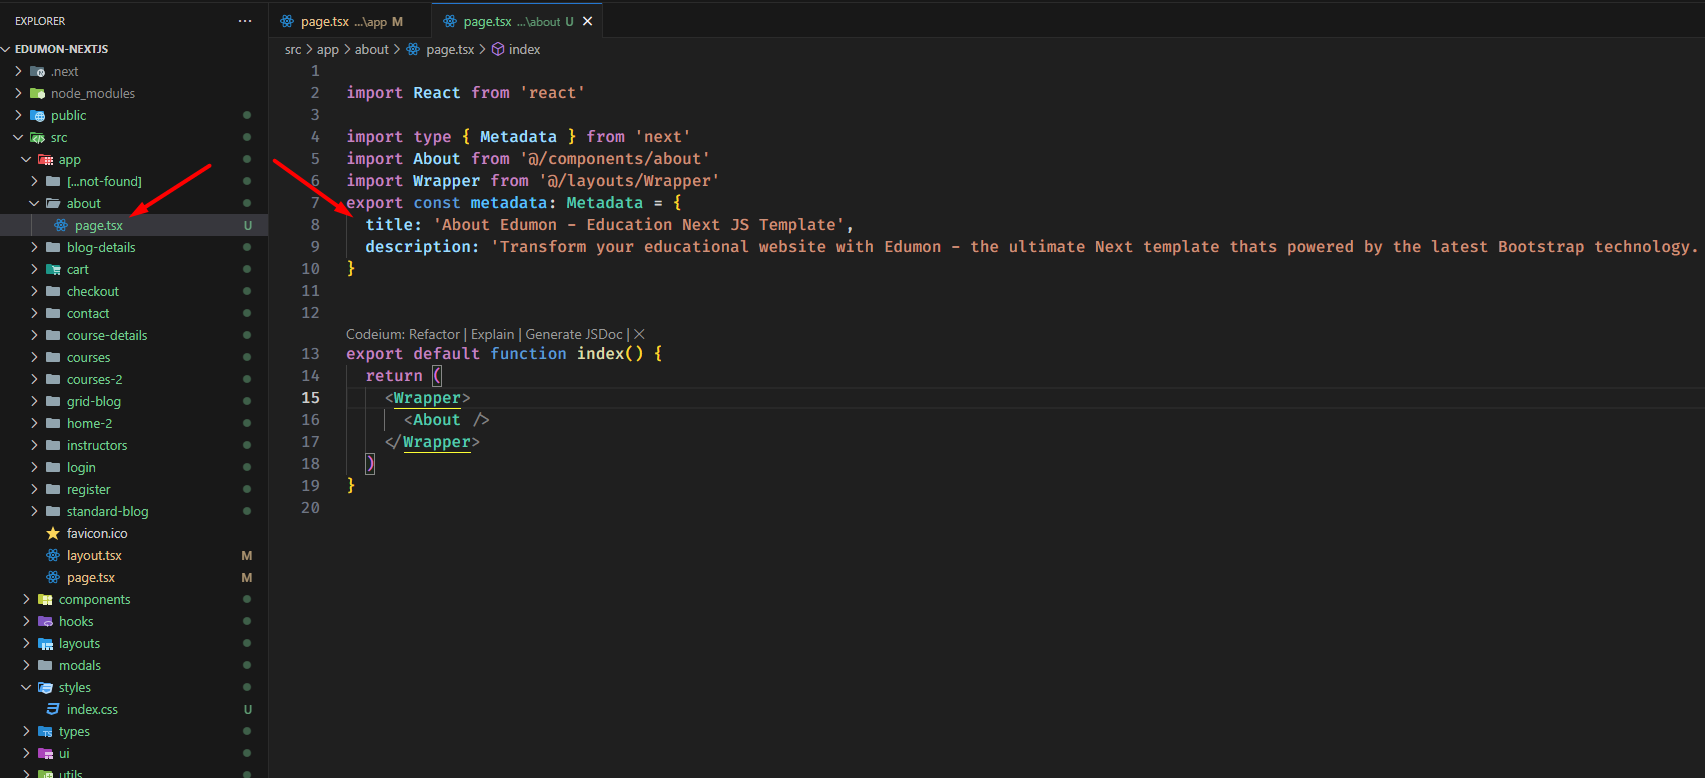 EXPLORER ...
EDUMON-NEXTJS
.next
node_modules
public
src
app
[...not-found]
about
page.tsx U
blog-details
cart
checkout
contact
course-details
courses
courses-2
grid-blog
home-2
instructors
login
register
standard-blog
favicon.ico
layout.tsx M
page.tsx M
components
hooks
layouts
modals
styles
index.css U
types
ui
utils
page.tsx ...\app M
page.tsx ...\about U
src > app > about > page.tsx > index
1
2 import React from 'react'
3
4 import type { Metadata } from 'next'
5 import About from '@/components/about'
6 import Wrapper from '@/layouts/Wrapper'
7 export const metadata: Metadata = {
8 title: 'About Edumon - Education Next JS Template',
9 description: 'Transform your educational website with Edumon - the ultimate Next template thats powered by the latest Bootstrap technology.
10 }
11
12
Codeium: Refactor | Explain | Generate JSDoc | ×
13 export default function index() {
14 return (
15 <Wrapper>
16 <About />
17 </Wrapper>
18 )
19 }
20